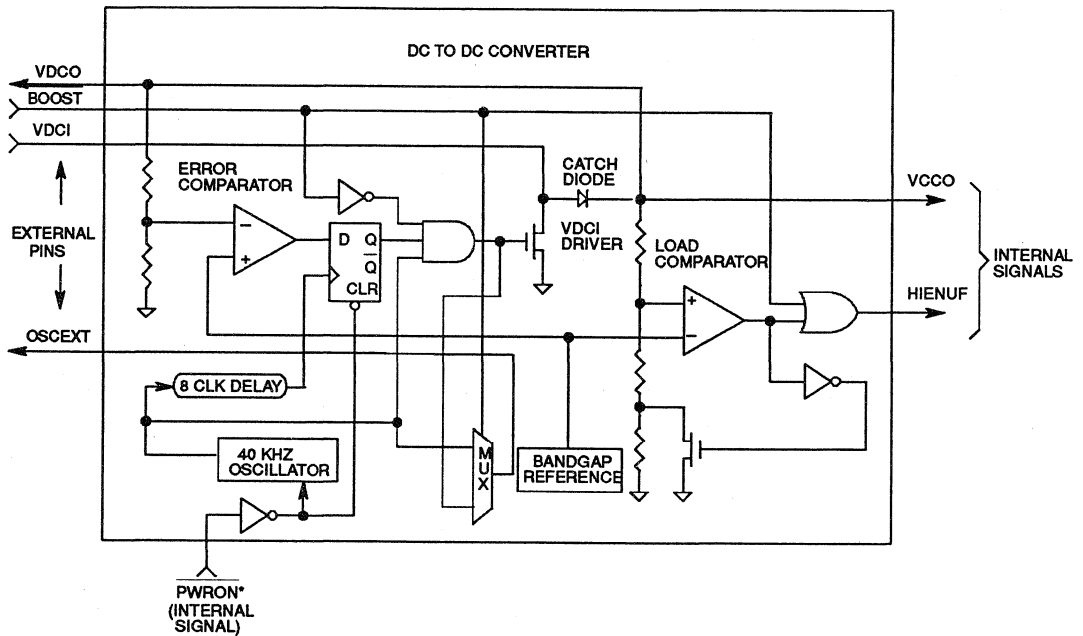 DC TO DC CONVERTER
VDCO
BOOST
VDCI
ERROR
COMPARATOR
CATCH
DIODE
VCCO
VDCI
DRIVER
EXTERNAL
PINS
D Q
Q
CLR
LOAD
COMPARATOR
INTERNAL
SIGNALS
HIENUF
OSCEXT
8 CLK DELAY
40 KHZ
OSCILLATOR
MUX
BANDGAP
REFERENCE
PWRON*
(INTERNAL
SIGNAL)